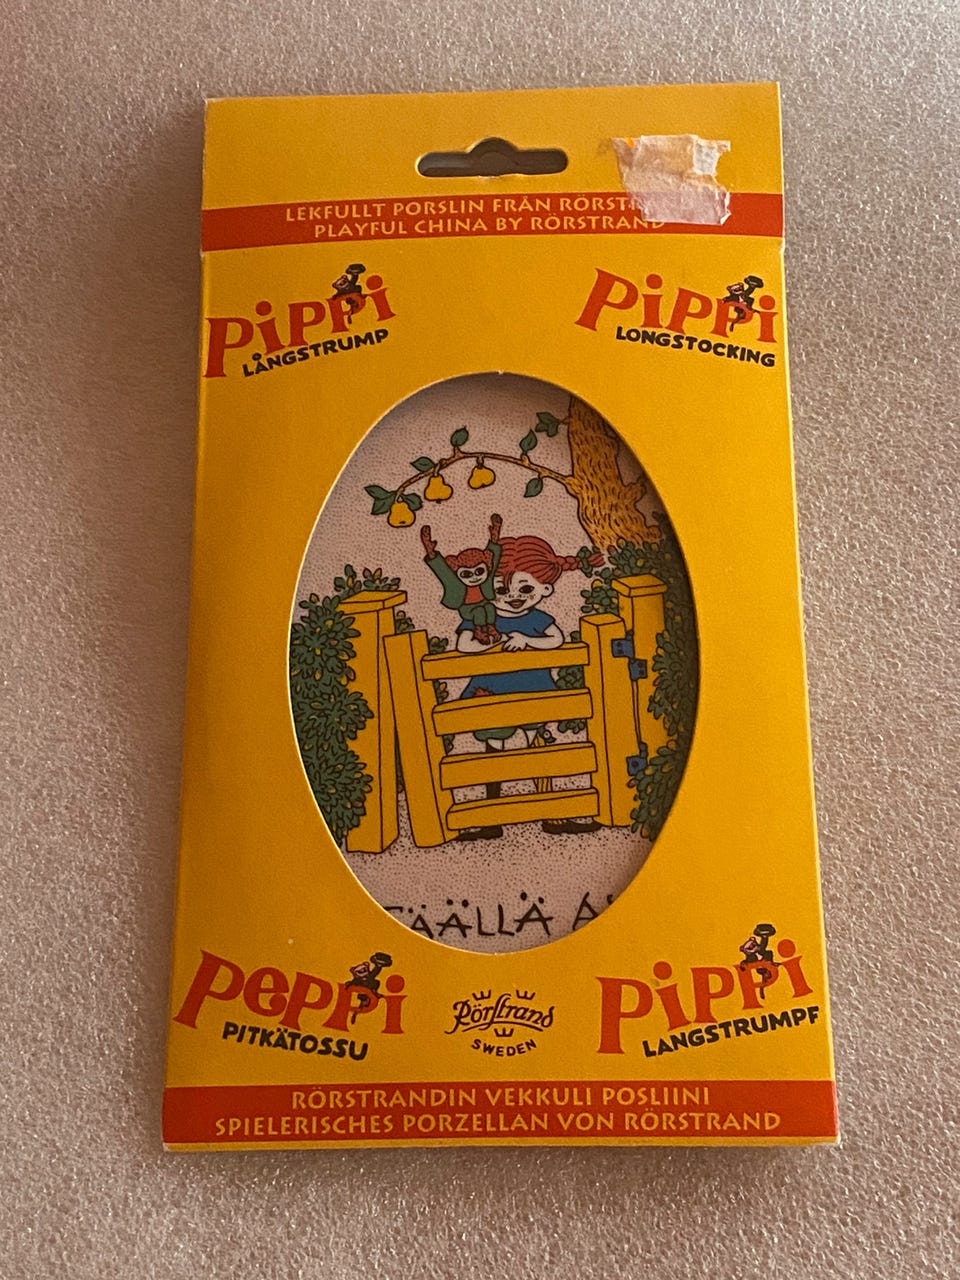 LEKFULLT PORSLIN FRÅN
PLAYFUL CHINA BY RÖRSTRAND
PiPPi
LÅNGSTRUMP
PiPPi
LONGSTOCKING
TÄÄLLÄ
PePPi
PITKÄTOSSU
Rörstrand
SWEDEN
PiPPi
LANGSTRUMPF
RÖRSTRANDIN VEKKULI POSLIINI
SPIELERISCHES PORZELLAN VON RÖRSTRAND